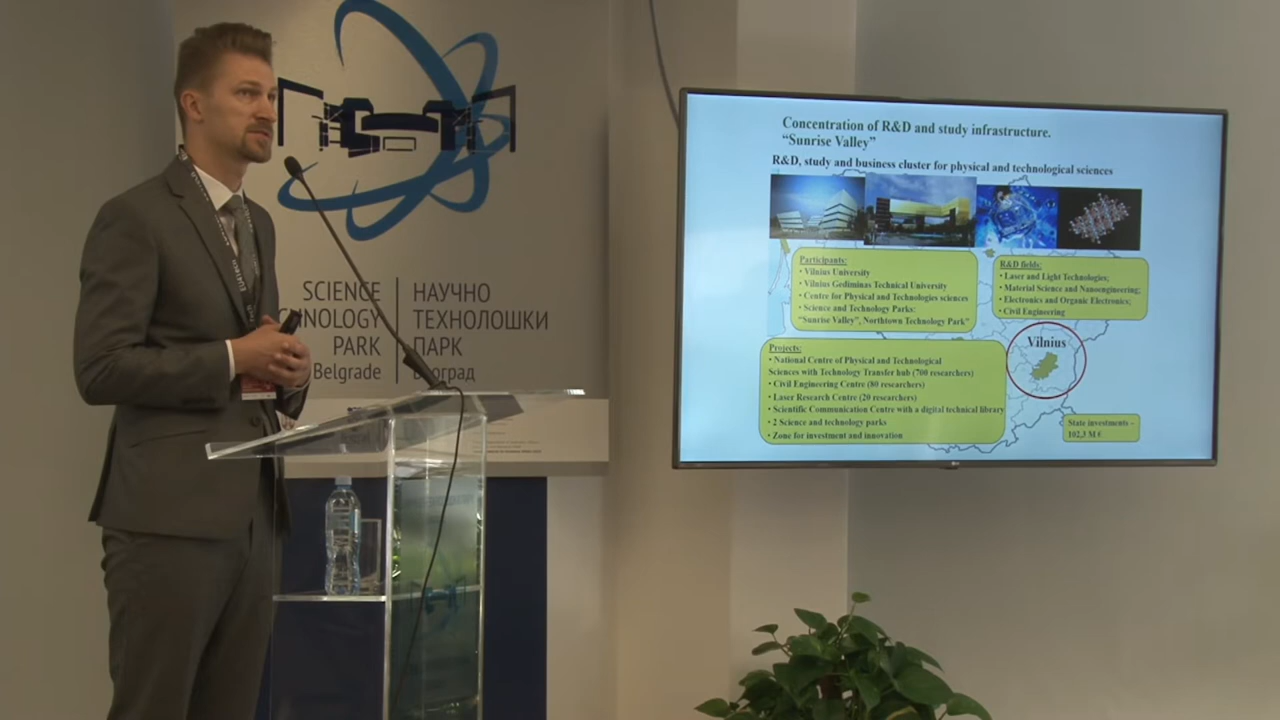 SCIENCE
CHNOLOGY
PARK
Belgrade
НАУЧНО
ТЕХНОЛОШКИ
ПАРК
Београд
Concentration of R&D and study infrastructure.
“Sunrise Valley”
R&D, study and business cluster for physical and technological sciences
Participants:
• Vilnius University
• Vilnius Gediminas Technical University
• Centre for Physical and Technologies sciences
• Science and Technology Parks:
“Sunrise Valley”, Northtown Technology Park”
R&D fields:
• Laser and Light Technologies;
• Material Science and Nanoengineering;
• Electronics and Organic Electronics;
• Civil Engineering
Vilnius
Projects:
• National Centre of Physical and Technological
Sciences with Technology Transfer hub (700 researchers)
• Civil Engineering Centre (80 researchers)
• Laser Research Centre (20 researchers)
• Scientific Communication Centre with a digital technical library
• 2 Science and technology parks
• Zone for investment and innovation
State investments –
102,3 M €